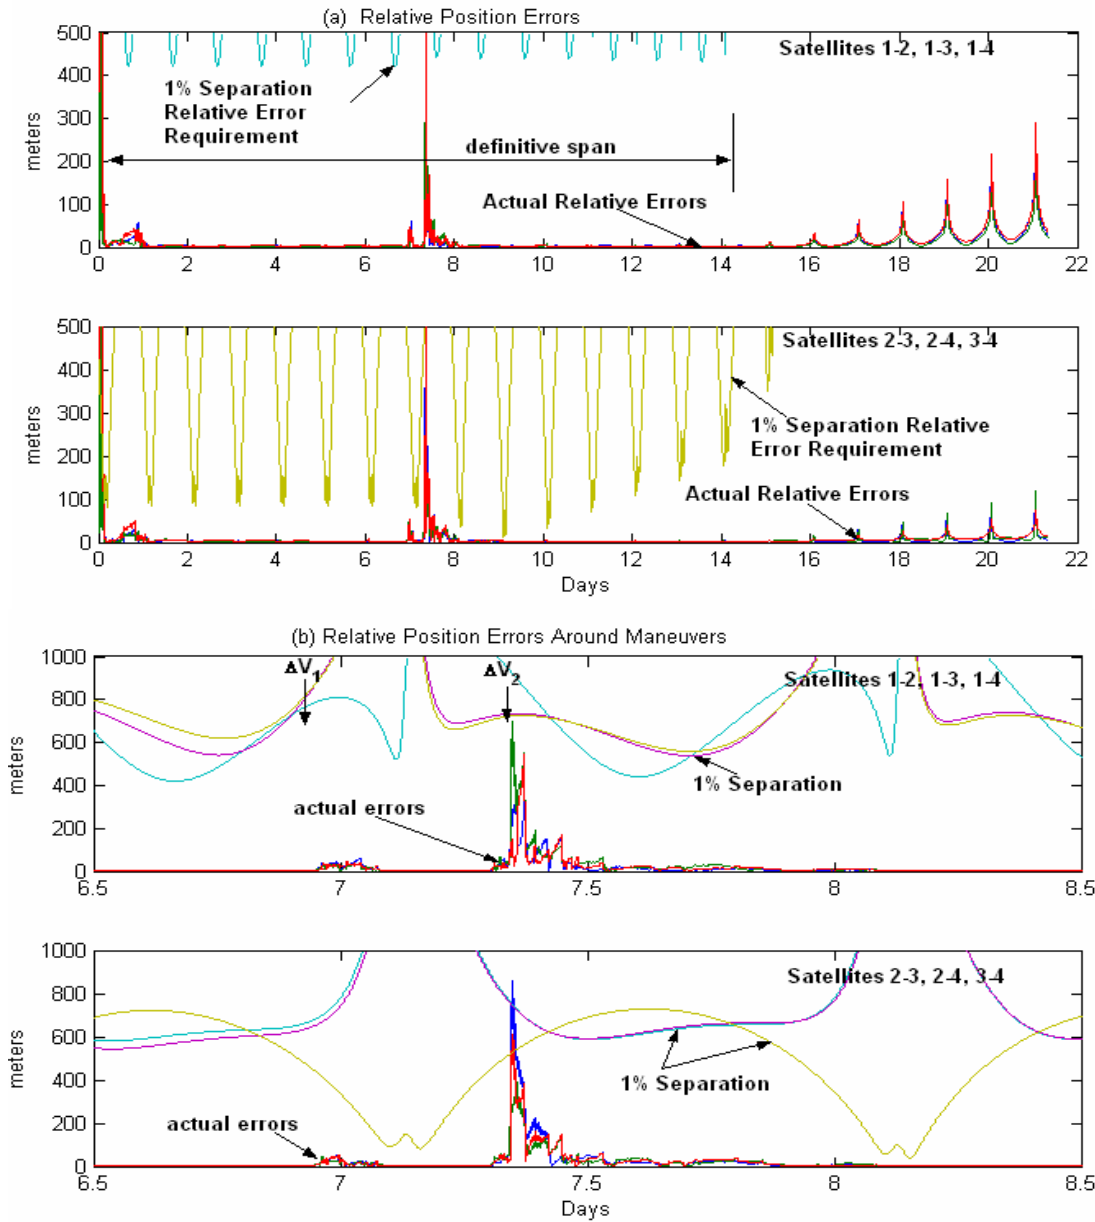 (a) Relative Position Errors
500
400
300
200
100
0
meters
Satellites 1-2, 1-3, 1-4
1% Separation
Relative Error
Requirement
definitive span
Actual Relative Errors
0 2 4 6 8 10 12 14 16 18 20 22
500
400
300
200
100
0
meters
Satellites 2-3, 2-4, 3-4
1% Separation Relative
Error Requirement
Actual Relative Errors
0 2 4 6 8 10 12 14 16 18 20 22
Days
(b) Relative Position Errors Around Maneuvers
1000
800
600
400
200
0
meters
ΔV1
ΔV2
Satellites 1-2, 1-3, 1-4
1% Separation
actual errors
6.5 7 7.5 8 8.5
1000
800
600
400
200
0
meters
Satellites 2-3, 2-4, 3-4
1% Separation
actual errors
6.5 7 7.5 8 8.5
Days